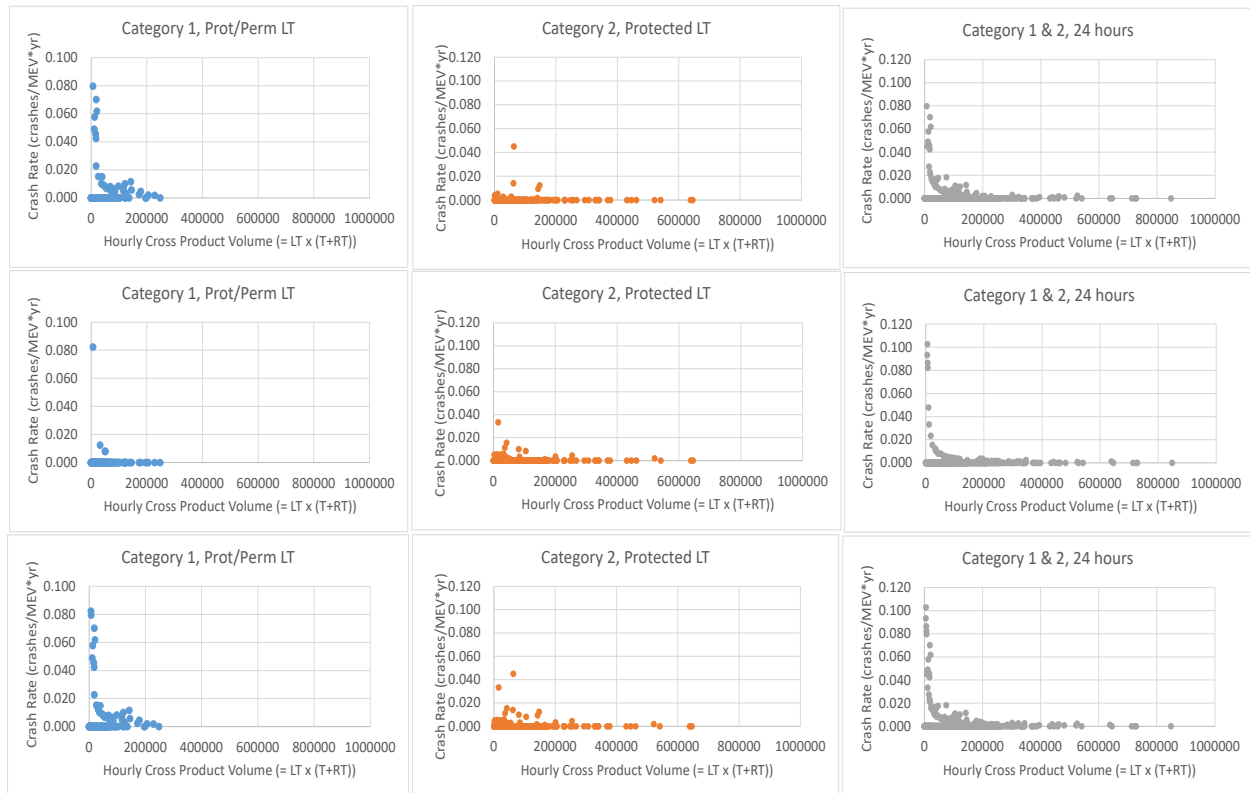 Category 1, Prot/Perm LT
Crash Rate (crashes/MEV*yr)
0.100
0.080
0.060
0.040
0.020
0.000
0 200000 400000 600000 800000 1000000
Hourly Cross Product Volume (= LT x (T+RT))
Category 2, Protected LT
Crash Rate (crashes/MEV*yr)
0.120
0.100
0.080
0.060
0.040
0.020
0.000
0 200000 400000 600000 800000 1000000
Hourly Cross Product Volume (= LT x (T+RT))
Category 1 & 2, 24 hours
Crash Rate (crashes/MEV*yr)
0.120
0.100
0.080
0.060
0.040
0.020
0.000
0 200000 400000 600000 800000 1000000
Hourly Cross Product Volume (= LT x (T+RT))
Category 1, Prot/Perm LT
Crash Rate (crashes/MEV*yr)
0.100
0.080
0.060
0.040
0.020
0.000
0 200000 400000 600000 800000 1000000
Hourly Cross Product Volume (= LT x (T+RT))
Category 2, Protected LT
Crash Rate (crashes/MEV*yr)
0.120
0.100
0.080
0.060
0.040
0.020
0.000
0 200000 400000 600000 800000 1000000
Hourly Cross Product Volume (= LT x (T+RT))
Category 1 & 2, 24 hours
Crash Rate (crashes/MEV*yr)
0.120
0.100
0.080
0.060
0.040
0.020
0.000
0 200000 400000 600000 800000 1000000
Hourly Cross Product Volume (= LT x (T+RT))
Category 1, Prot/Perm LT
Crash Rate (crashes/MEV*yr)
0.100
0.080
0.060
0.040
0.020
0.000
0 200000 400000 600000 800000 1000000
Hourly Cross Product Volume (= LT x (T+RT))
Category 2, Protected LT
Crash Rate (crashes/MEV*yr)
0.120
0.100
0.080
0.060
0.040
0.020
0.000
0 200000 400000 600000 800000 1000000
Hourly Cross Product Volume (= LT x (T+RT))
Category 1 & 2, 24 hours
Crash Rate (crashes/MEV*yr)
0.120
0.100
0.080
0.060
0.040
0.020
0.000
0 200000 400000 600000 800000 1000000
Hourly Cross Product Volume (= LT x (T+RT))